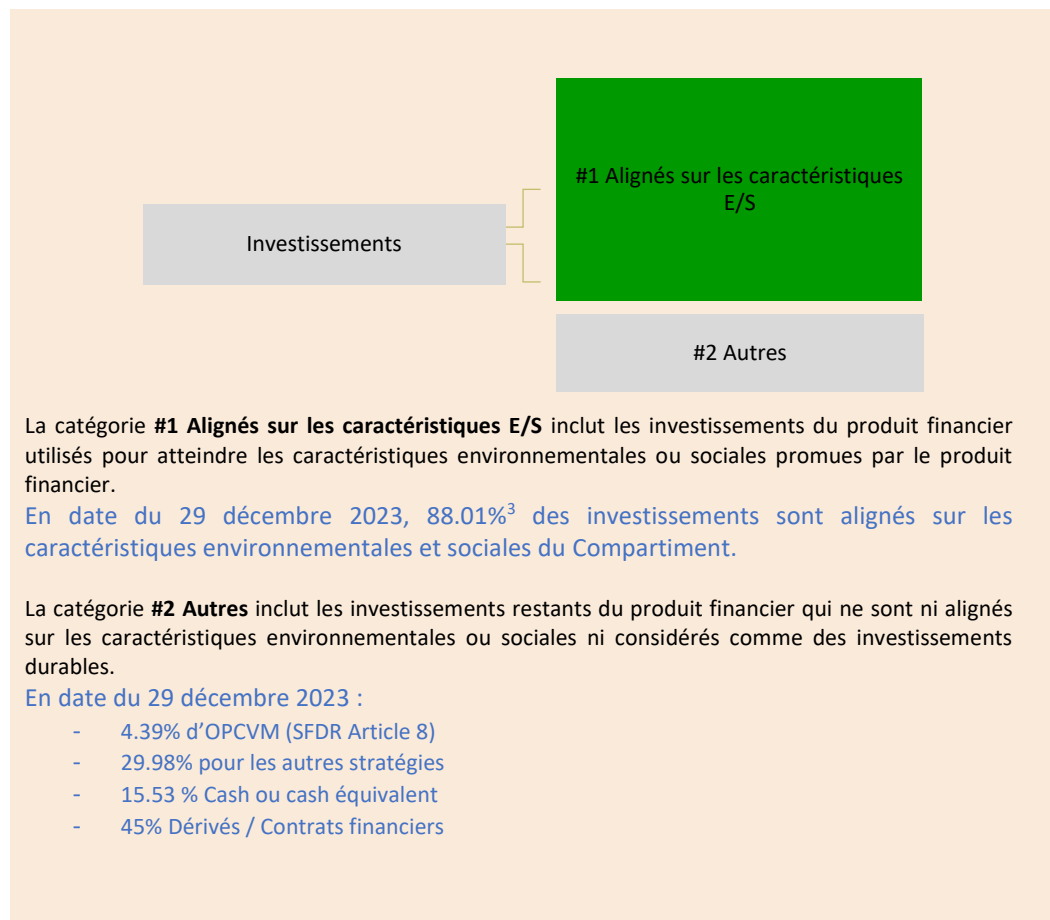 #1 Alignés sur les caractéristiques
E/S
Investissements
#2 Autres
La catégorie #1 Alignés sur les caractéristiques E/S inclut les investissements du produit financier
utilisés pour atteindre les caractéristiques environnementales ou sociales promues par le produit
financier.
En date du 29 décembre 2023, 88.01%³ des investissements sont alignés sur les
caractéristiques environnementales et sociales du Compartiment.
La catégorie #2 Autres inclut les investissements restants du produit financier qui ne sont ni alignés
sur les caractéristiques environnementales ou sociales ni considérés comme des investissements
durables.
En date du 29 décembre 2023 :
- 4.39% d’OPCVM (SFDR Article 8)
- 29.98% pour les autres stratégies
- 15.53 % Cash ou cash équivalent
- 45% Dérivés / Contrats financiers